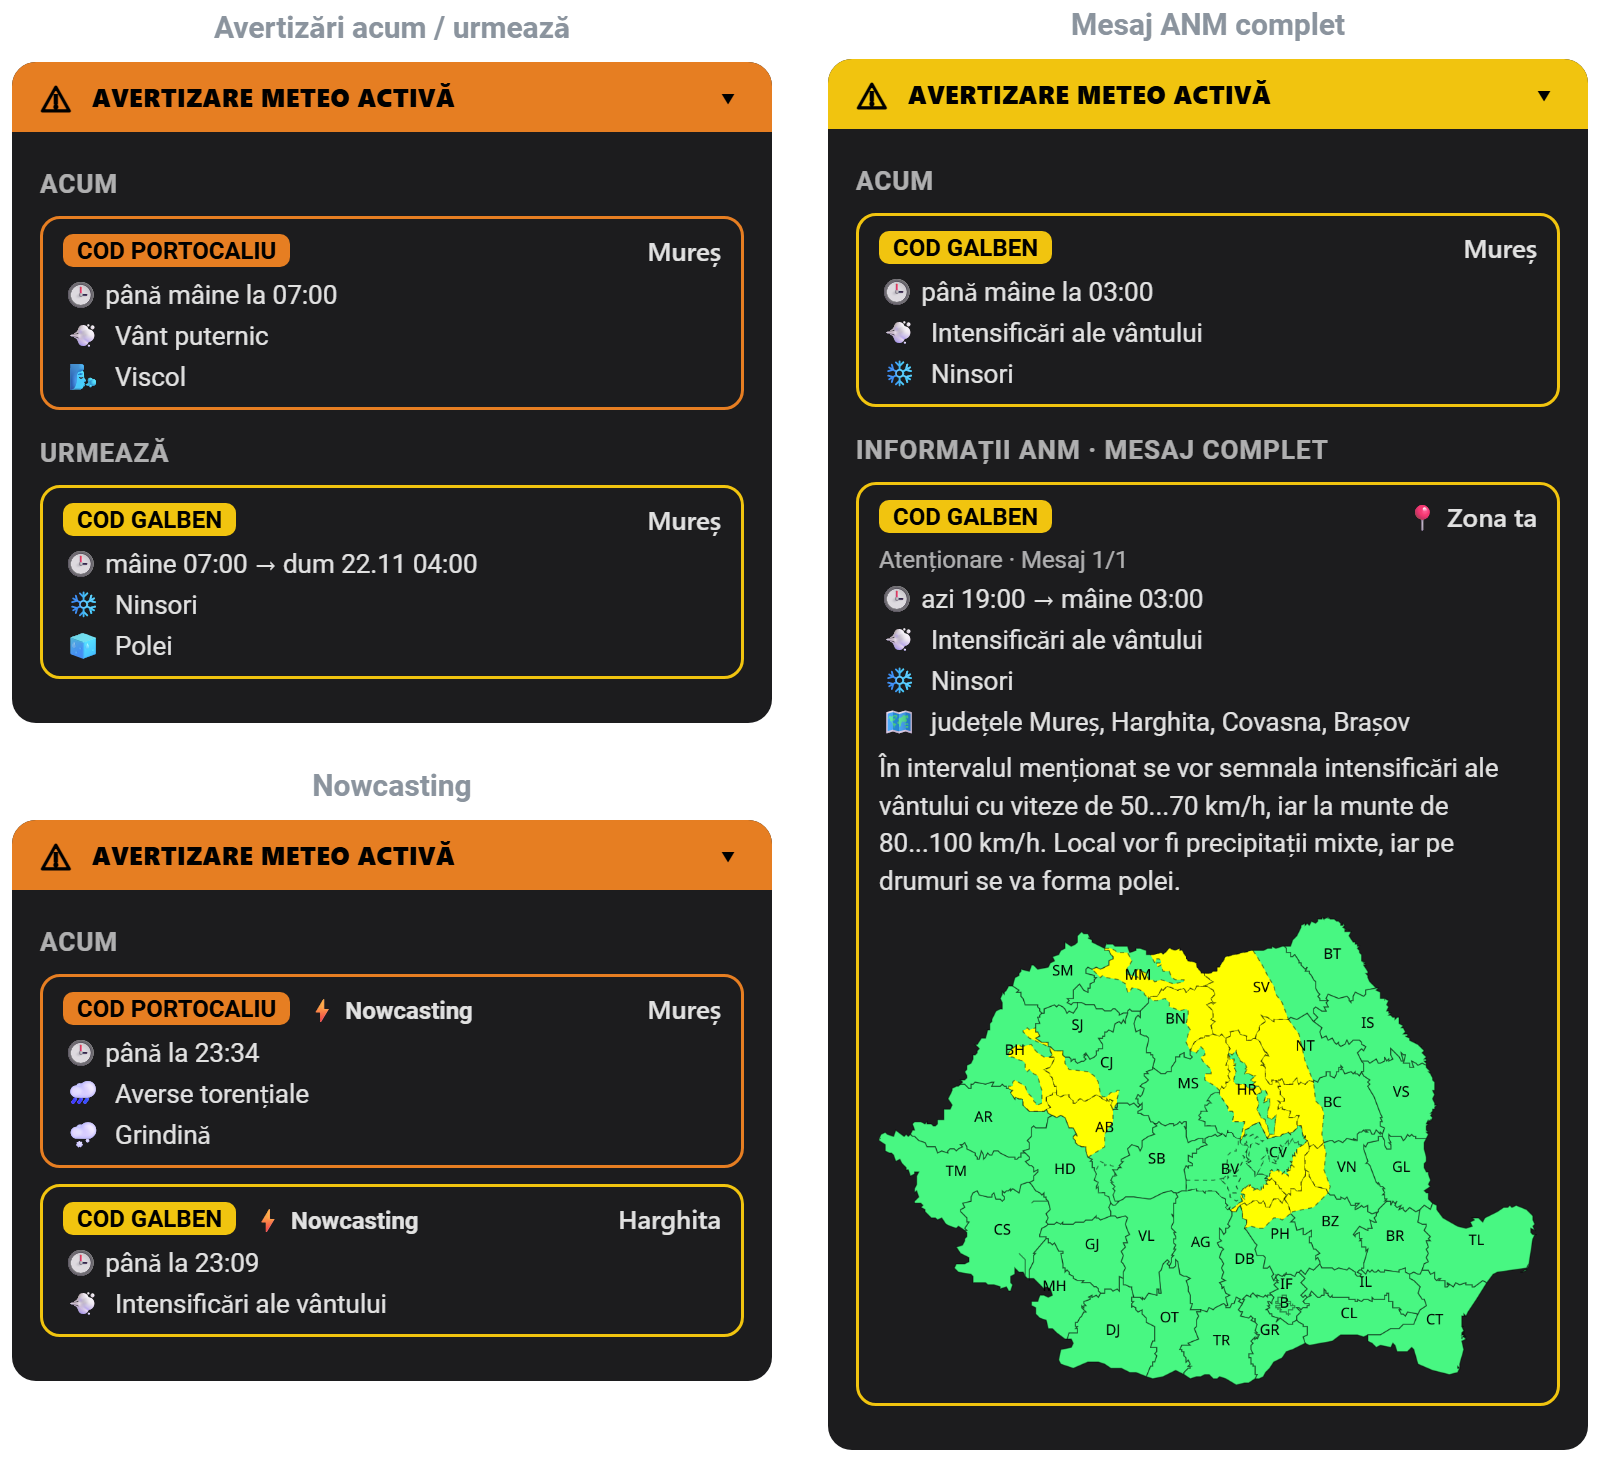 Avertizări acum / urmează
AVERTIZARE METEO ACTIVĂ
ACUM
COD PORTOCALIU
Mureș
până mâine la 07:00
Vânt puternic
Viscol
URMEAZĂ
COD GALBEN
Mureș
mâine 07:00 → dum 22.11 04:00
Ninsori
Polei
Nowcasting
AVERTIZARE METEO ACTIVĂ
ACUM
COD PORTOCALIU
Nowcasting
Mureș
până la 23:34
Averse torențiale
Grindină
COD GALBEN
Nowcasting
Harghita
până la 23:09
Intensificări ale vântului
Mesaj ANM complet
AVERTIZARE METEO ACTIVĂ
ACUM
COD GALBEN
Mureș
până mâine la 03:00
Intensificări ale vântului
Ninsori
INFORMAȚII ANM · MESAJ COMPLET
COD GALBEN
Zona ta
Atenționare · Mesaj 1/1
azi 19:00 → mâine 03:00
Intensificări ale vântului
Ninsori
județele Mureș, Harghita, Covasna, Brașov
În intervalul menționat se vor semnala intensificări ale
vântului cu viteze de 50...70 km/h, iar la munte de
80...100 km/h. Local vor fi precipitații mixte, iar pe
drumuri se va forma polei.
BT
SM
MM
SV
SJ
BN
IS
BH
CJ
NT
MS
HR
BC
VS
AR
AB
TM
HD
SB
BV
CV
VN
GL
CS
GJ
VL
AG
PH
BZ
BR
TL
DB
MH
IF
IL
B
DJ
OT
TR
GR
CL
CT